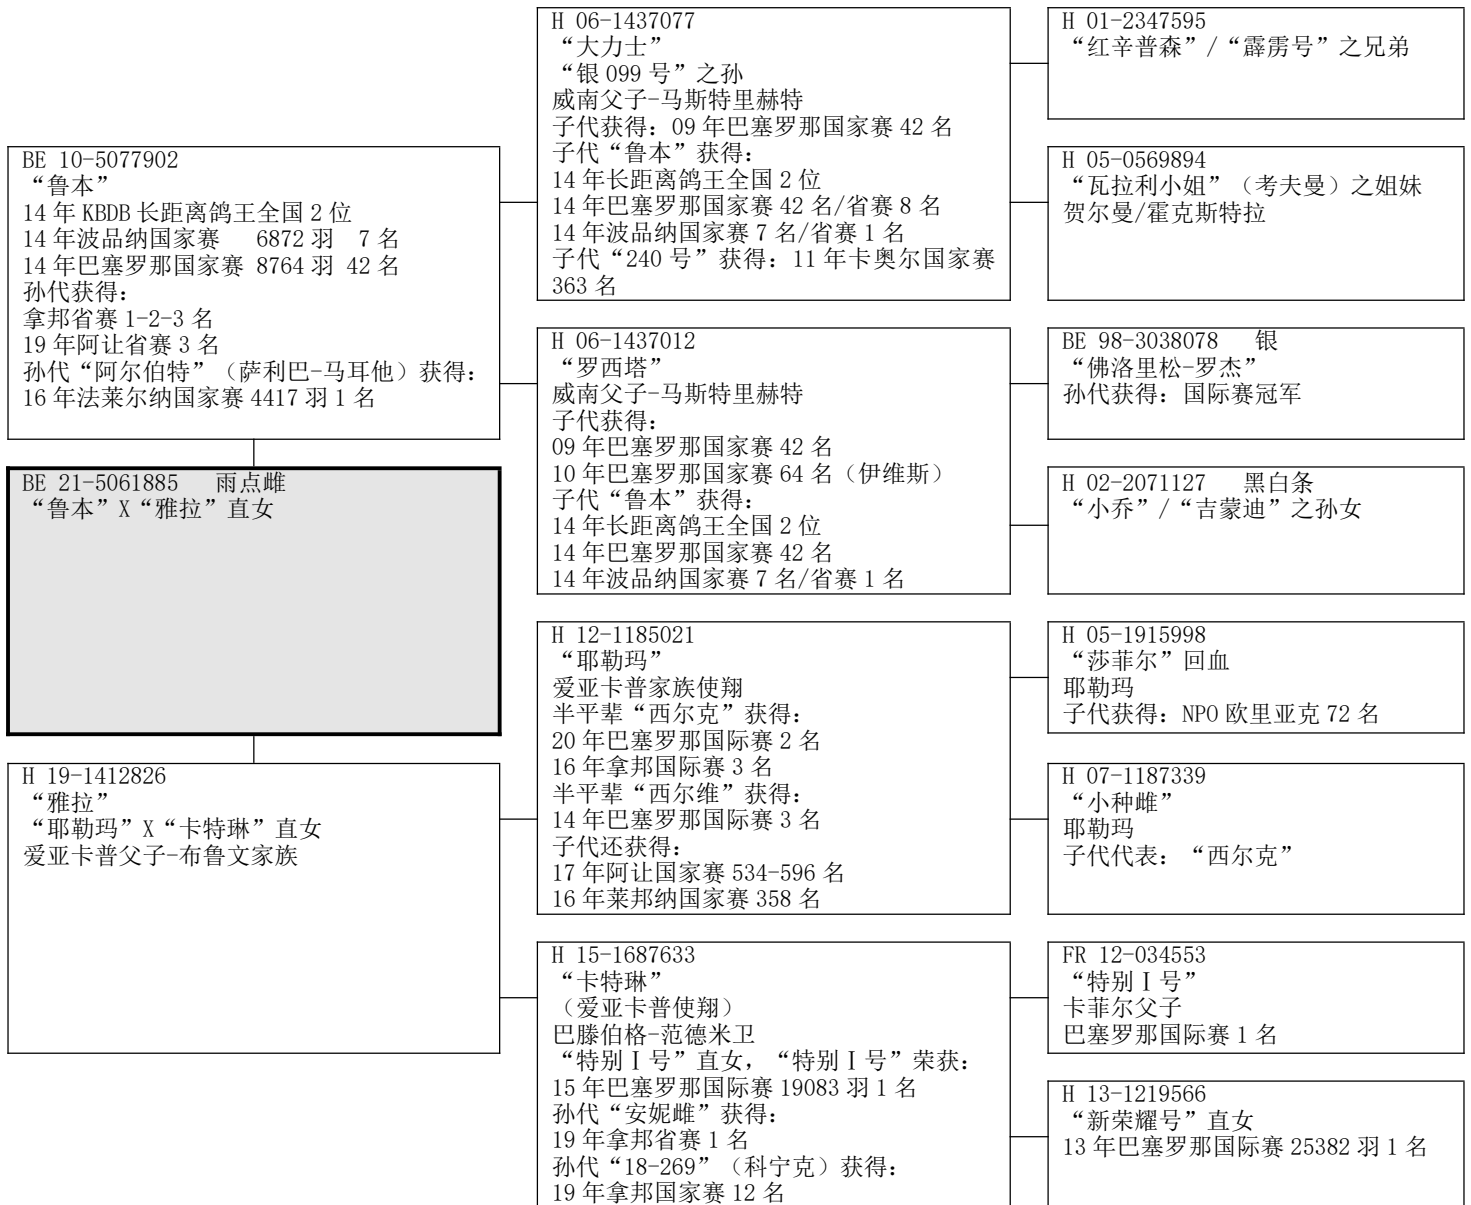 BE 10-5077902
“鲁本”
14 年 KBDB 长距离鸽王全国 2 位
14 年波品纳国家赛 6872 羽 7 名
14 年巴塞罗那国家赛 8764 羽 42 名
孙代获得：
拿邦省赛 1-2-3 名
19 年阿让省赛 3 名
孙代“阿尔伯特”（萨利巴-马耳他）获得：
16 年法莱尔纳国家赛 4417 羽 1 名
BE 21-5061885 雨点雌
“鲁本”X“雅拉”直女
H 19-1412826
“雅拉”
“耶勒玛”X“卡特琳”直女
爱亚卡普父子-布鲁文家族
H 06-1437077
“大力士”
“银 099 号”之孙
威南父子-马斯特里赫特
子代获得：09 年巴塞罗那国家赛 42 名
子代“鲁本”获得：
14 年长距离鸽王全国 2 位
14 年巴塞罗那国家赛 42 名/省赛 8 名
14 年波品纳国家赛 7 名/省赛 1 名
子代“240 号”获得：11 年卡奥尔国家赛
363 名
H 06-1437012
“罗西塔”
威南父子-马斯特里赫特
子代获得：
09 年巴塞罗那国家赛 42 名
10 年巴塞罗那国家赛 64 名（伊维斯）
子代“鲁本”获得：
14 年长距离鸽王全国 2 位
14 年巴塞罗那国家赛 42 名
14 年波品纳国家赛 7 名/省赛 1 名
H 12-1185021
“耶勒玛”
爱亚卡普家族使翔
半平辈“西尔克”获得：
20 年巴塞罗那国际赛 2 名
16 年拿邦国际赛 3 名
半平辈“西尔维”获得：
14 年巴塞罗那国际赛 3 名
子代还获得：
17 年阿让国家赛 534-596 名
16 年莱邦纳国家赛 358 名
H 15-1687633
“卡特琳”
（爱亚卡普使翔）
巴滕伯格-范德米卫
“特别Ⅰ号”直女，“特别Ⅰ号”荣获：
15 年巴塞罗那国际赛 19083 羽 1 名
孙代“安妮雌”获得：
19 年拿邦省赛 1 名
孙代“18-269”（科宁克）获得：
19 年拿邦国家赛 12 名
H 01-2347595
“红辛普森”/“霹雳号”之兄弟
H 05-0569894
“瓦拉利小姐”（考夫曼）之姐妹
贺尔曼/霍克斯特拉
BE 98-3038078 银
“佛洛里松-罗杰”
孙代获得：国际赛冠军
H 02-2071127 黑白条
“小乔”/“吉蒙迪”之孙女
H 05-1915998
“莎菲尔”回血
耶勒玛
子代获得：NPO 欧里亚克 72 名
H 07-1187339
“小种雌”
耶勒玛
子代代表：“西尔克”
FR 12-034553
“特别Ⅰ号”
卡菲尔父子
巴塞罗那国际赛 1 名
H 13-1219566
“新荣耀号”直女
13 年巴塞罗那国际赛 25382 羽 1 名